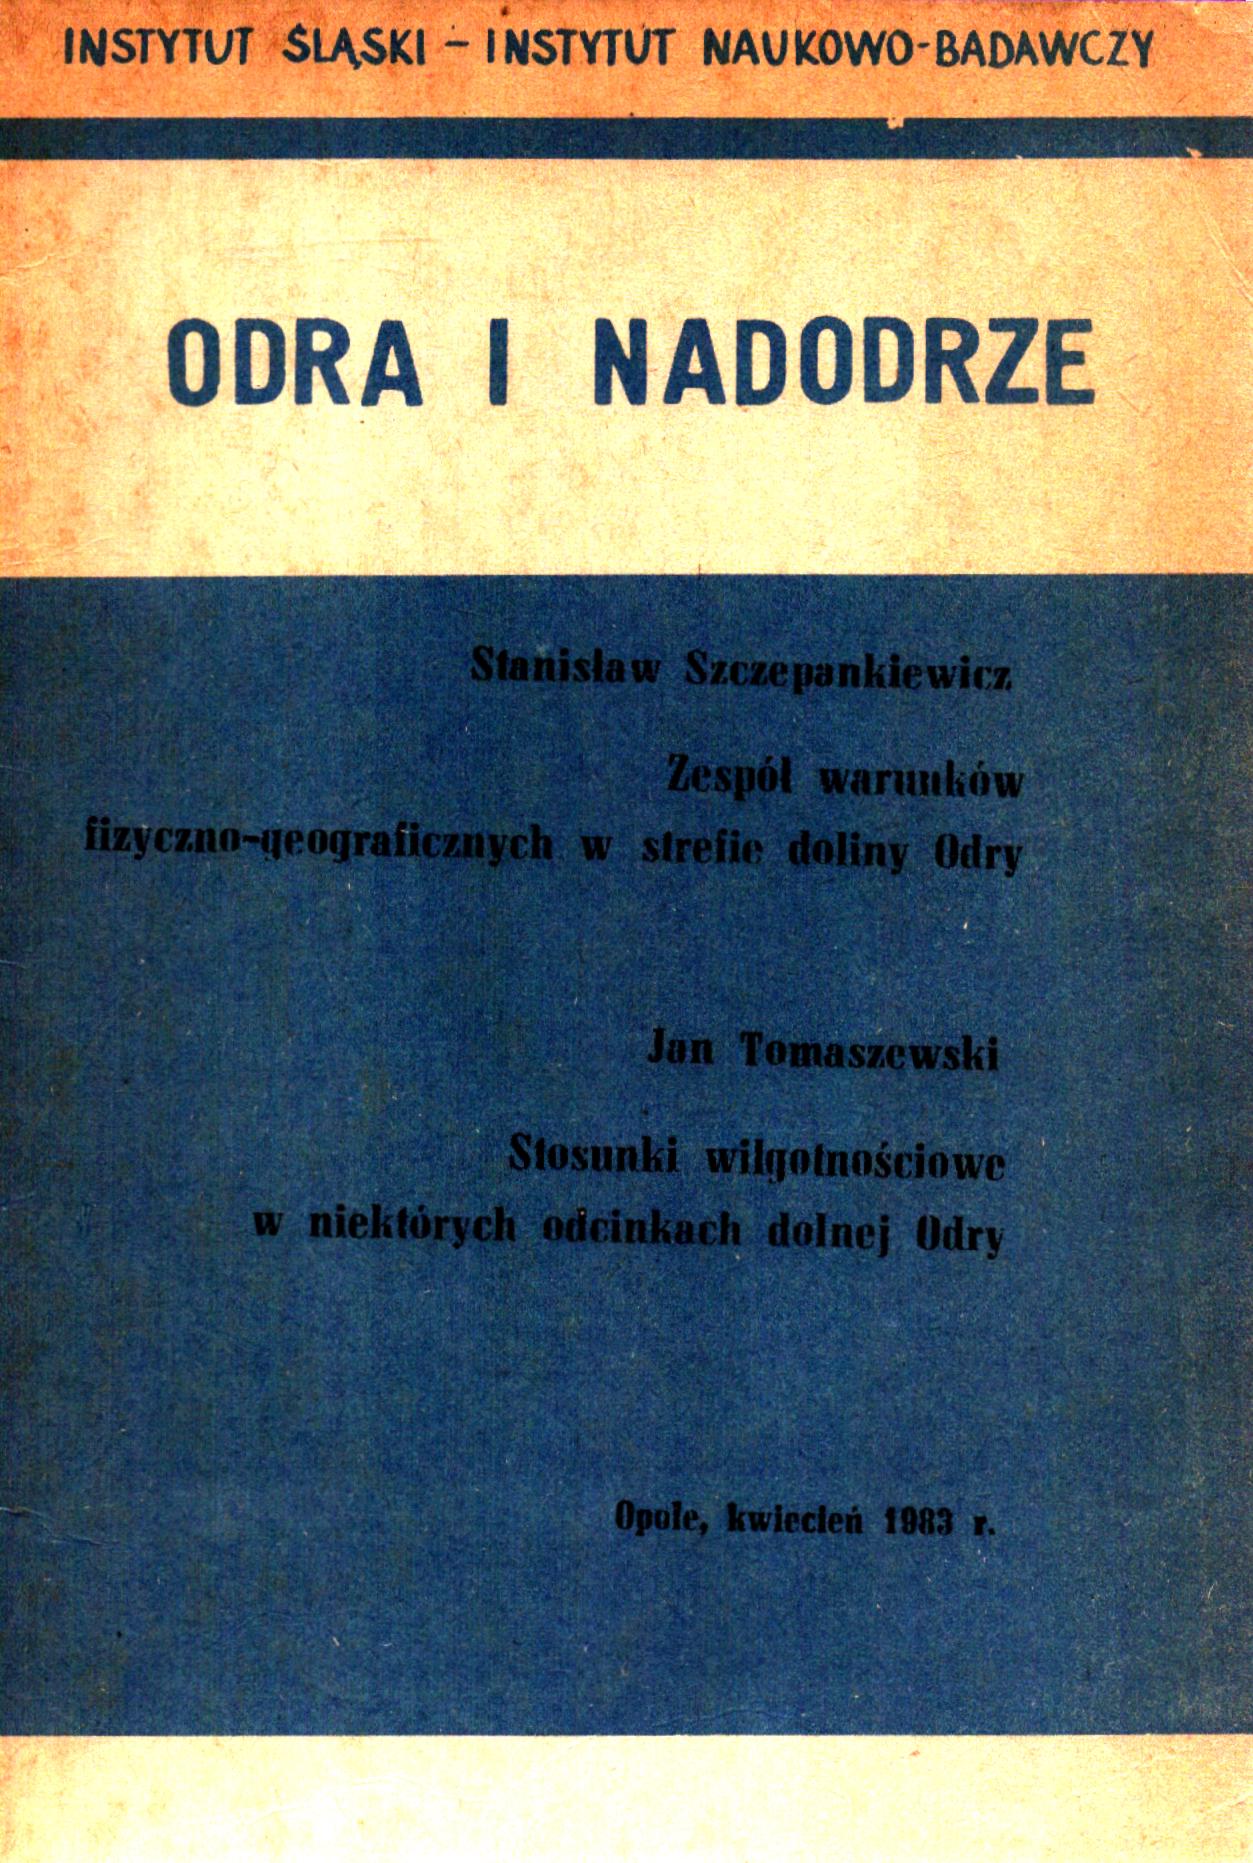 INSTYTUT ŚLĄSKI - INSTYTUT NAUKOWO-BADAWCZY
ODRA I NADODRZE
Stanisław Szczepankiewicz
Zespół warunków
fizyczno-geograficznych w strefie doliny Odry
Jan Tomaszewski
Stosunki wilgotnościowe
w niektórych odcinkach dolnej Odry
Opole, kwiecień 1983 r.